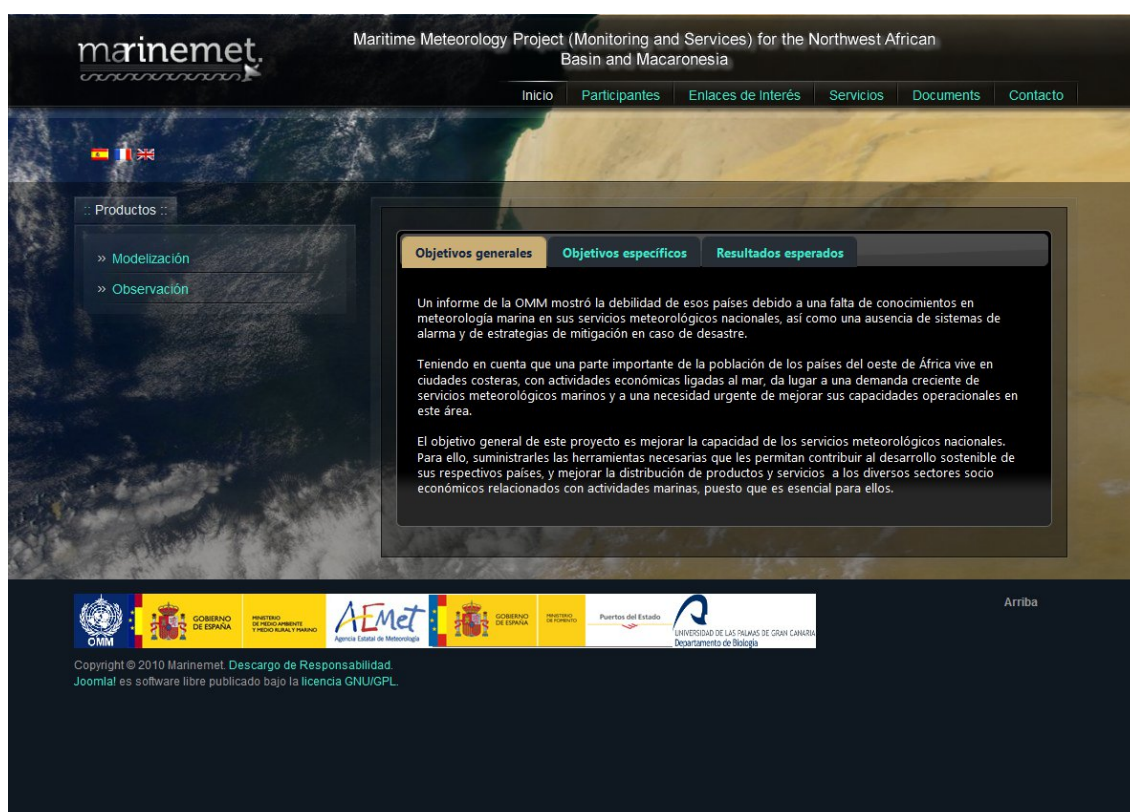 marinemet.
Maritime Meteorology Project (Monitoring and Services) for the Northwest African
Basin and Macaronesia
Inicio Participantes Enlaces de Interés Servicios Documents Contacto
:: Productos ::
» Modelización
» Observación
Objetivos generales Objetivos específicos Resultados esperados
Un informe de la OMM mostró la debilidad de esos países debido a una falta de conocimientos en
meteorología marina en sus servicios meteorológicos nacionales, así como una ausencia de sistemas de
alarma y de estrategias de mitigación en caso de desastre.
Teniendo en cuenta que una parte importante de la población de los países del oeste de África vive en
ciudades costeras, con actividades económicas ligadas al mar, da lugar a una demanda creciente de
servicios meteorológicos marinos y a una necesidad urgente de mejorar sus capacidades operacionales en
este área.
El objetivo general de este proyecto es mejorar la capacidad de los servicios meteorológicos nacionales.
Para ello, suministrarles las herramientas necesarias que les permitan contribuir al desarrollo sostenible de
sus respectivos países, y mejorar la distribución de productos y servicios a los diversos sectores socio
económicos relacionados con actividades marinas, puesto que es esencial para ellos.
OMM
GOBIERNO
DE ESPAÑA
MINISTERIO
DE MEDIO AMBIENTE
Y MEDIO RURAL Y MARINO
AEMet
Agencia Estatal de Meteorología
GOBIERNO
DE ESPAÑA
MINISTERIO
DE FOMENTO
Puertos del Estado
UNIVERSIDAD DE LAS PALMAS DE GRAN CANARIA
Departamento de Biología
Arriba
Copyright © 2010 Marinemet. Descargo de Responsabilidad.
Joomla! es software libre publicado bajo la licencia GNU/GPL.